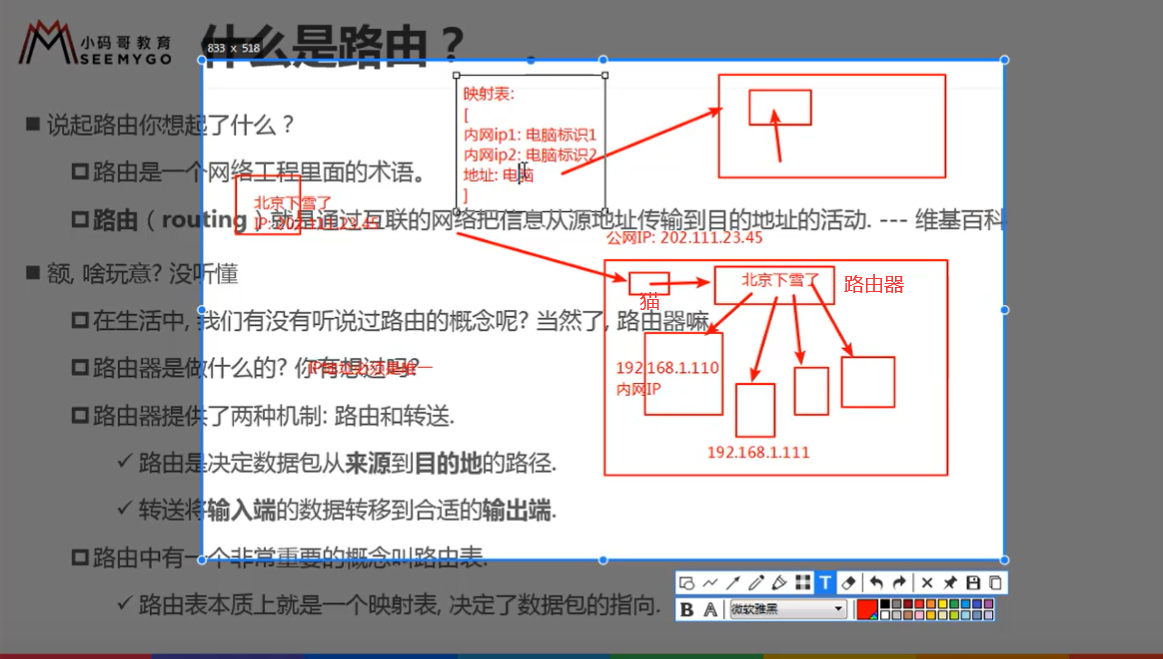 小码哥教育
SEEMYGO
什么是路由？
833 x 518
说起路由你想起了什么？
路由是一个网络工程里面的术语。
路由（routing）就是通过互联的网络把信息从源地址传输到目的地址的活动. --- 维基百科
额, 啥玩意? 没听懂
在生活中, 我们有没有听说过路由的概念呢? 当然了, 路由器嘛.
路由器是做什么的? 你有想过吗?
路由器提供了两种机制: 路由和转送.
路由是决定数据包从来源到目的地的路径.
转送将输入端的数据转移到合适的输出端.
路由中有一个非常重要的概念叫路由表.
路由表本质上就是一个映射表, 决定了数据包的指向.
映射表:
[
内网ip1: 电脑标识1
内网ip2: 电脑标识2
地址: 电脑
]
北京下雪了
IP: 202.111.23.45
公网IP: 202.111.23.45
猫
北京下雪了
路由器
192.168.1.110
内网IP
192.168.1.111
T
B A 微软雅黑